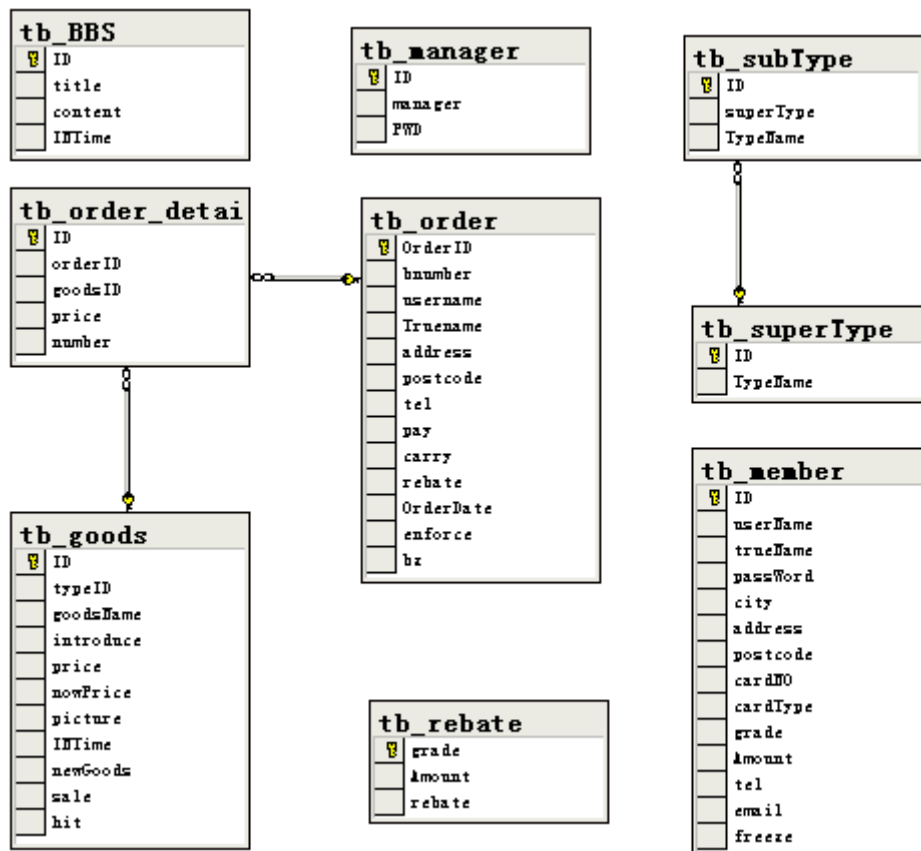 tb_BBS
ID
title
content
INTime
tb_manager
ID
manager
PWD
tb_subType
ID
superType
TypeName
tb_order_detai
ID
orderID
goodsID
price
number
tb_order
OrderID
bnumber
username
Truename
address
postcode
tel
pay
carry
rebate
OrderDate
enforce
bz
tb_superType
ID
TypeName
tb_goods
ID
typeID
goodsName
introduce
price
nowPrice
picture
INTime
newGoods
sale
hit
tb_rebate
grade
Amount
rebate
tb_member
ID
userName
trueName
passWord
city
address
postcode
cardNO
cardType
grade
Amount
tel
email
freeze